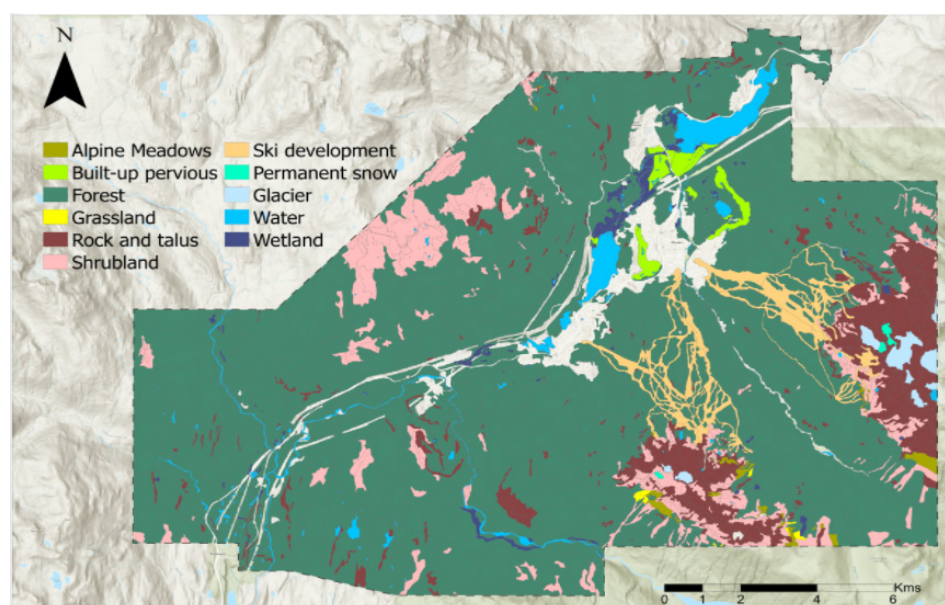 N
Alpine Meadows
Built-up pervious
Forest
Grassland
Rock and talus
Shrubland
Ski development
Permanent snow
Glacier
Water
Wetland
Kms
0 1 2 4 6